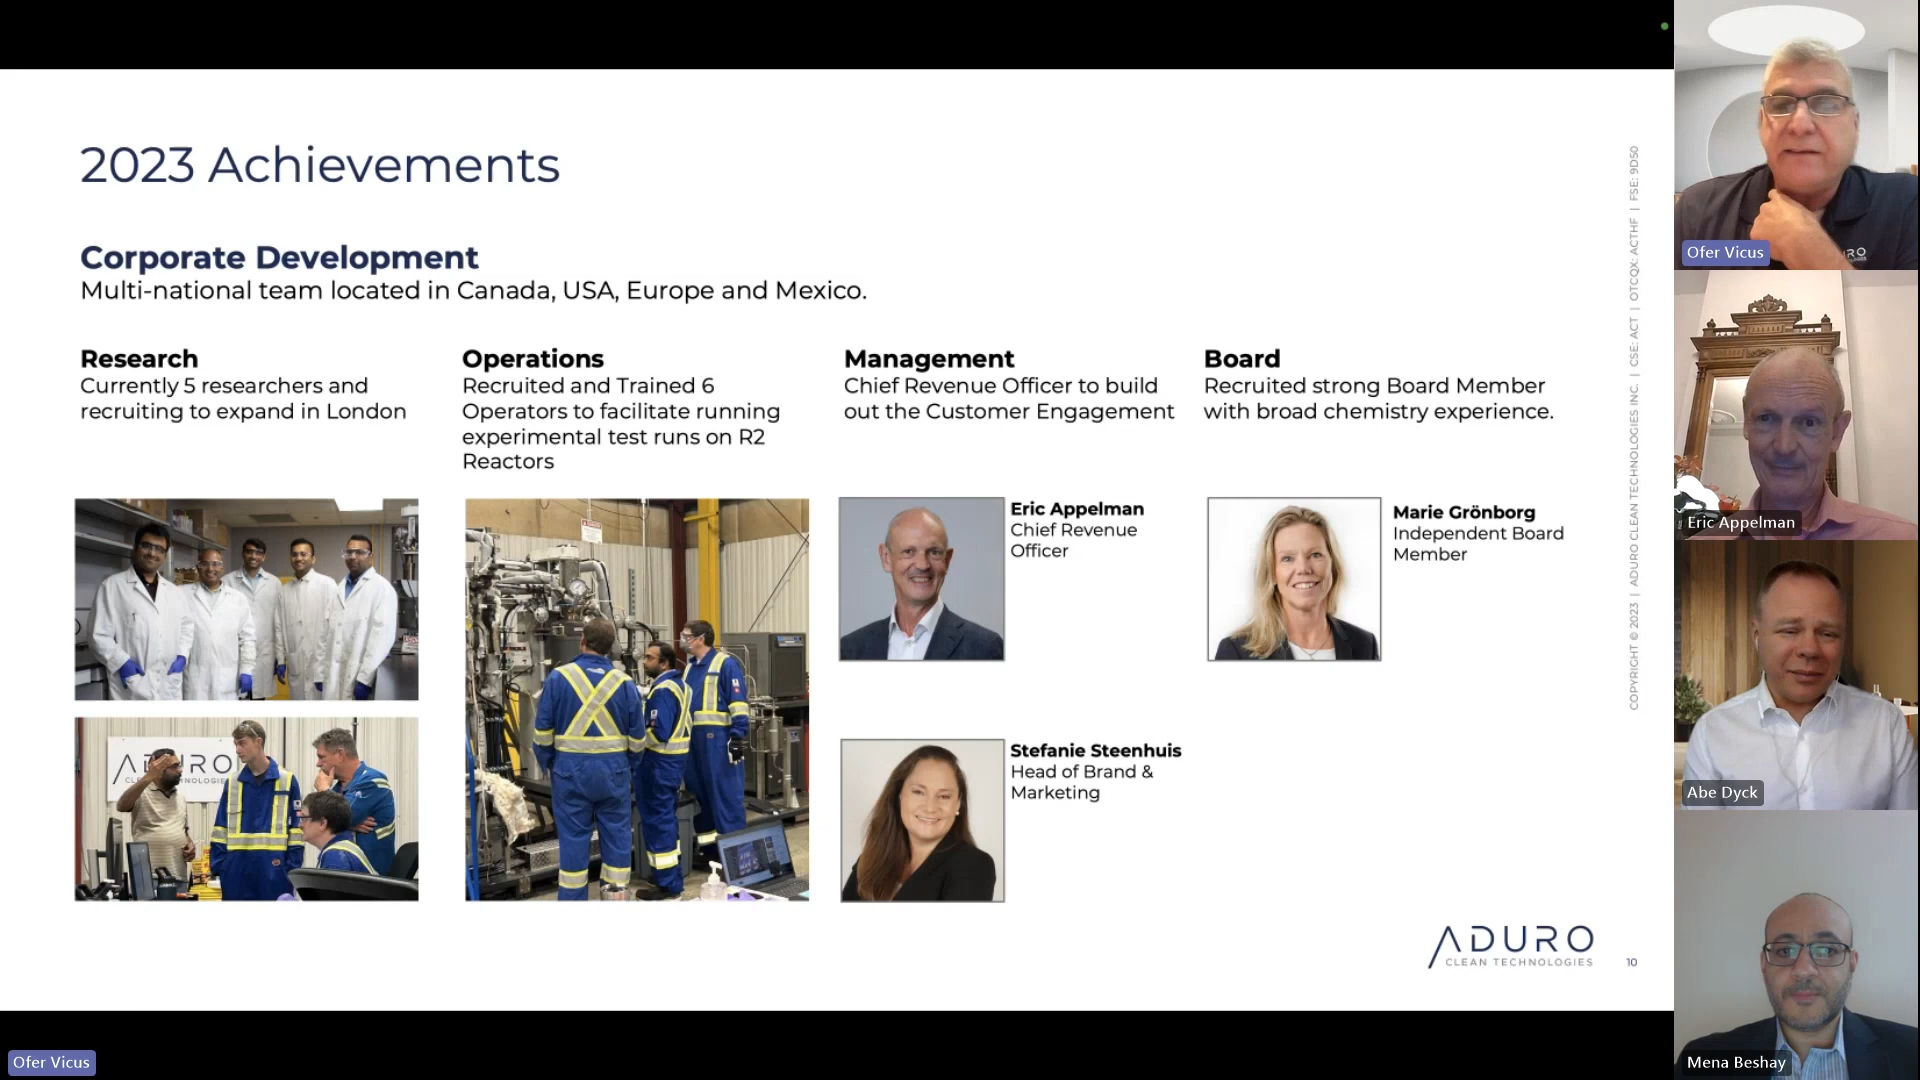 2023 Achievements
Corporate Development
Multi-national team located in Canada, USA, Europe and Mexico.
Research
Currently 5 researchers and
recruiting to expand in London
Operations
Recruited and Trained 6
Operators to facilitate running
experimental test runs on R2
Reactors
Management
Chief Revenue Officer to build
out the Customer Engagement
Board
Recruited strong Board Member
with broad chemistry experience.
ADURO
CLEAN TECHNOLOGIES
Eric Appelman
Chief Revenue
Officer
Stefanie Steenhuis
Head of Brand &
Marketing
Marie Grönborg
Independent Board
Member
ADURO
CLEAN TECHNOLOGIES
10
COPYRIGHT © 2023 | ADURO CLEAN TECHNOLOGIES INC. | CSE: ACT | OTCQX: ACTHF | FSE: 9D50
Ofer Vicus
Eric Appelman
Abe Dyck
Mena Beshay
Ofer Vicus